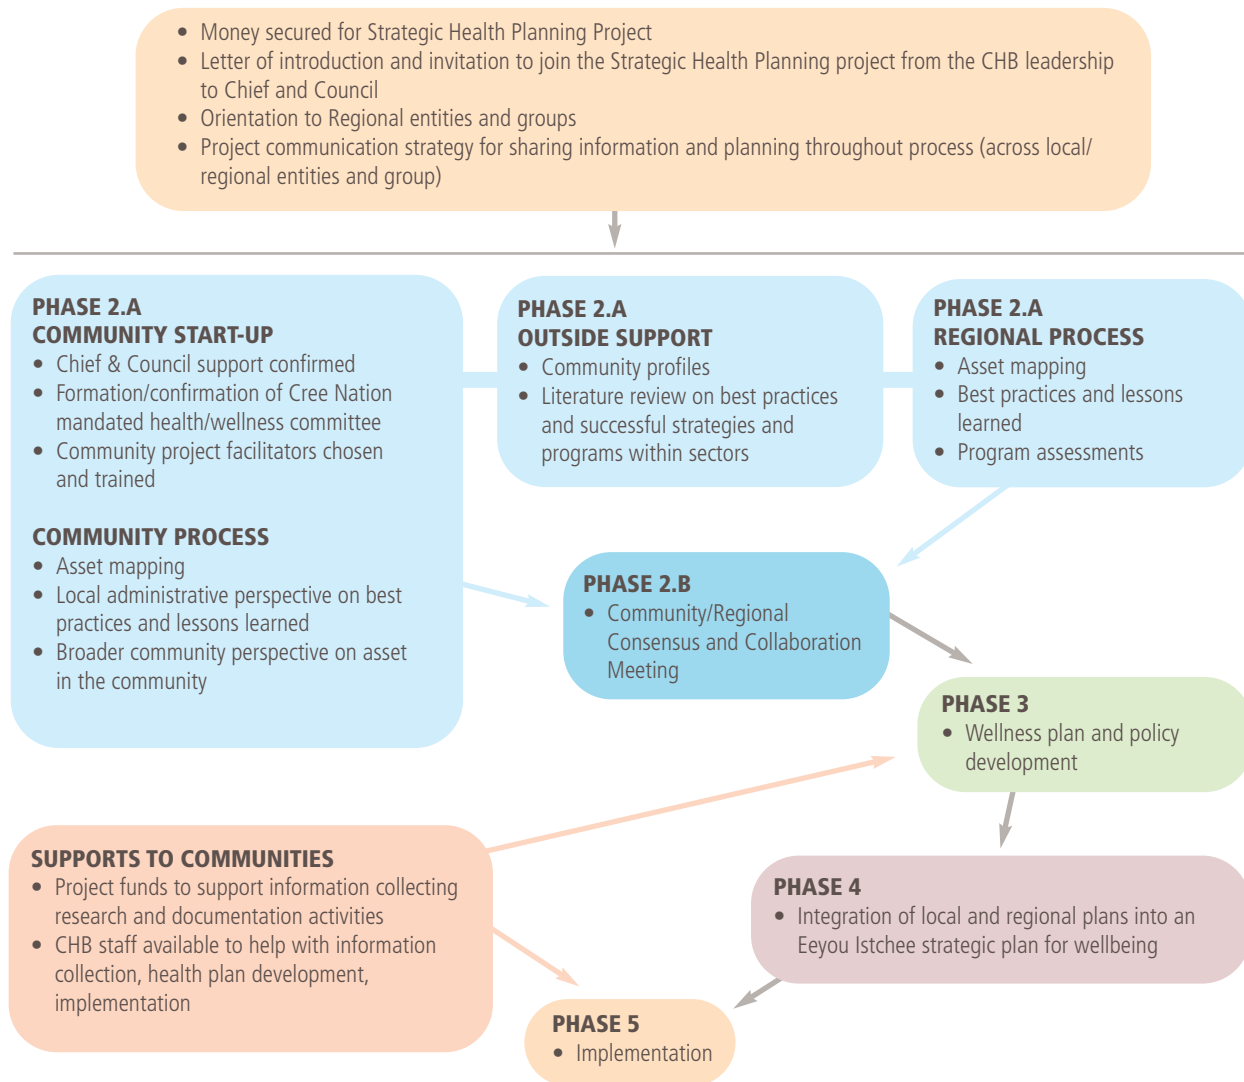 • Money secured for Strategic Health Planning Project
• Letter of introduction and invitation to join the Strategic Health Planning project from the CHB leadership
to Chief and Council
• Orientation to Regional entities and groups
• Project communication strategy for sharing information and planning throughout process (across local/
regional entities and group)
PHASE 2.A
COMMUNITY START-UP
• Chief & Council support confirmed
• Formation/confirmation of Cree Nation
mandated health/wellness committee
• Community project facilitators chosen
and trained
COMMUNITY PROCESS
• Asset mapping
• Local administrative perspective on best
practices and lessons learned
• Broader community perspective on asset
in the community
PHASE 2.A
OUTSIDE SUPPORT
• Community profiles
• Literature review on best practices
and successful strategies and
programs within sectors
PHASE 2.A
REGIONAL PROCESS
• Asset mapping
• Best practices and lessons
learned
• Program assessments
PHASE 2.B
• Community/Regional
Consensus and Collaboration
Meeting
PHASE 3
• Wellness plan and policy
development
SUPPORTS TO COMMUNITIES
• Project funds to support information collecting
research and documentation activities
• CHB staff available to help with information
collection, health plan development,
implementation
PHASE 4
• Integration of local and regional plans into an
Eeyou Istchee strategic plan for wellbeing
PHASE 5
• Implementation